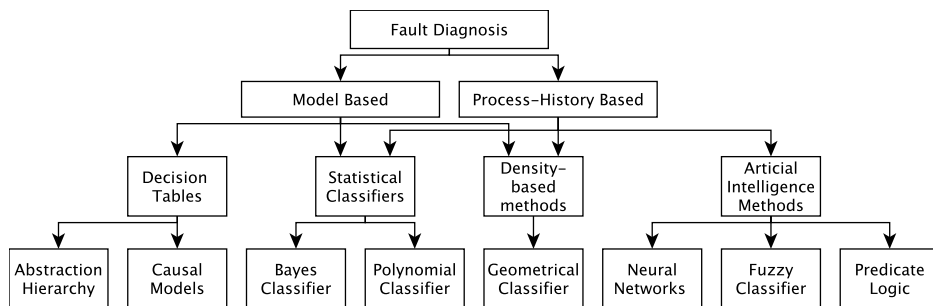 Fault Diagnosis
Model Based
Process-History Based
Decision
Tables
Statistical
Classifiers
Density-
based
methods
Articial
Intelligence
Methods
Abstraction
Hierarchy
Causal
Models
Bayes
Classifier
Polynomial
Classifier
Geometrical
Classifier
Neural
Networks
Fuzzy
Classifier
Predicate
Logic